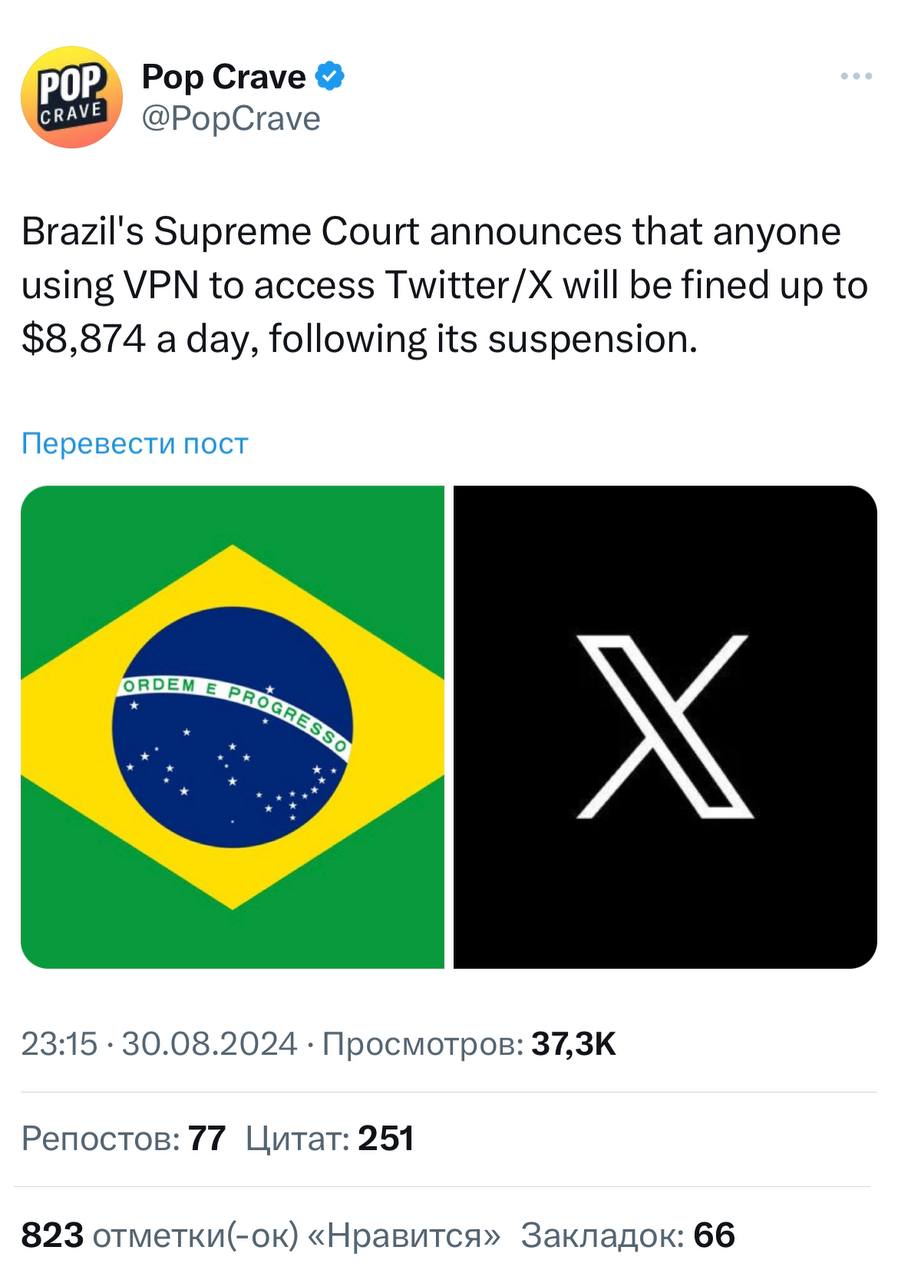 POP
CRAVE
Pop Crave
@PopCrave
Brazil's Supreme Court announces that anyone
using VPN to access Twitter/X will be fined up to
$8,874 a day, following its suspension.
Перевести пост
ORDEM E PROGRESSO
23:15 · 30.08.2024 · Просмотров: 37,3K
Репостов: 77 Цитат: 251
823 отметки(-ок) «Нравится» Закладок: 66